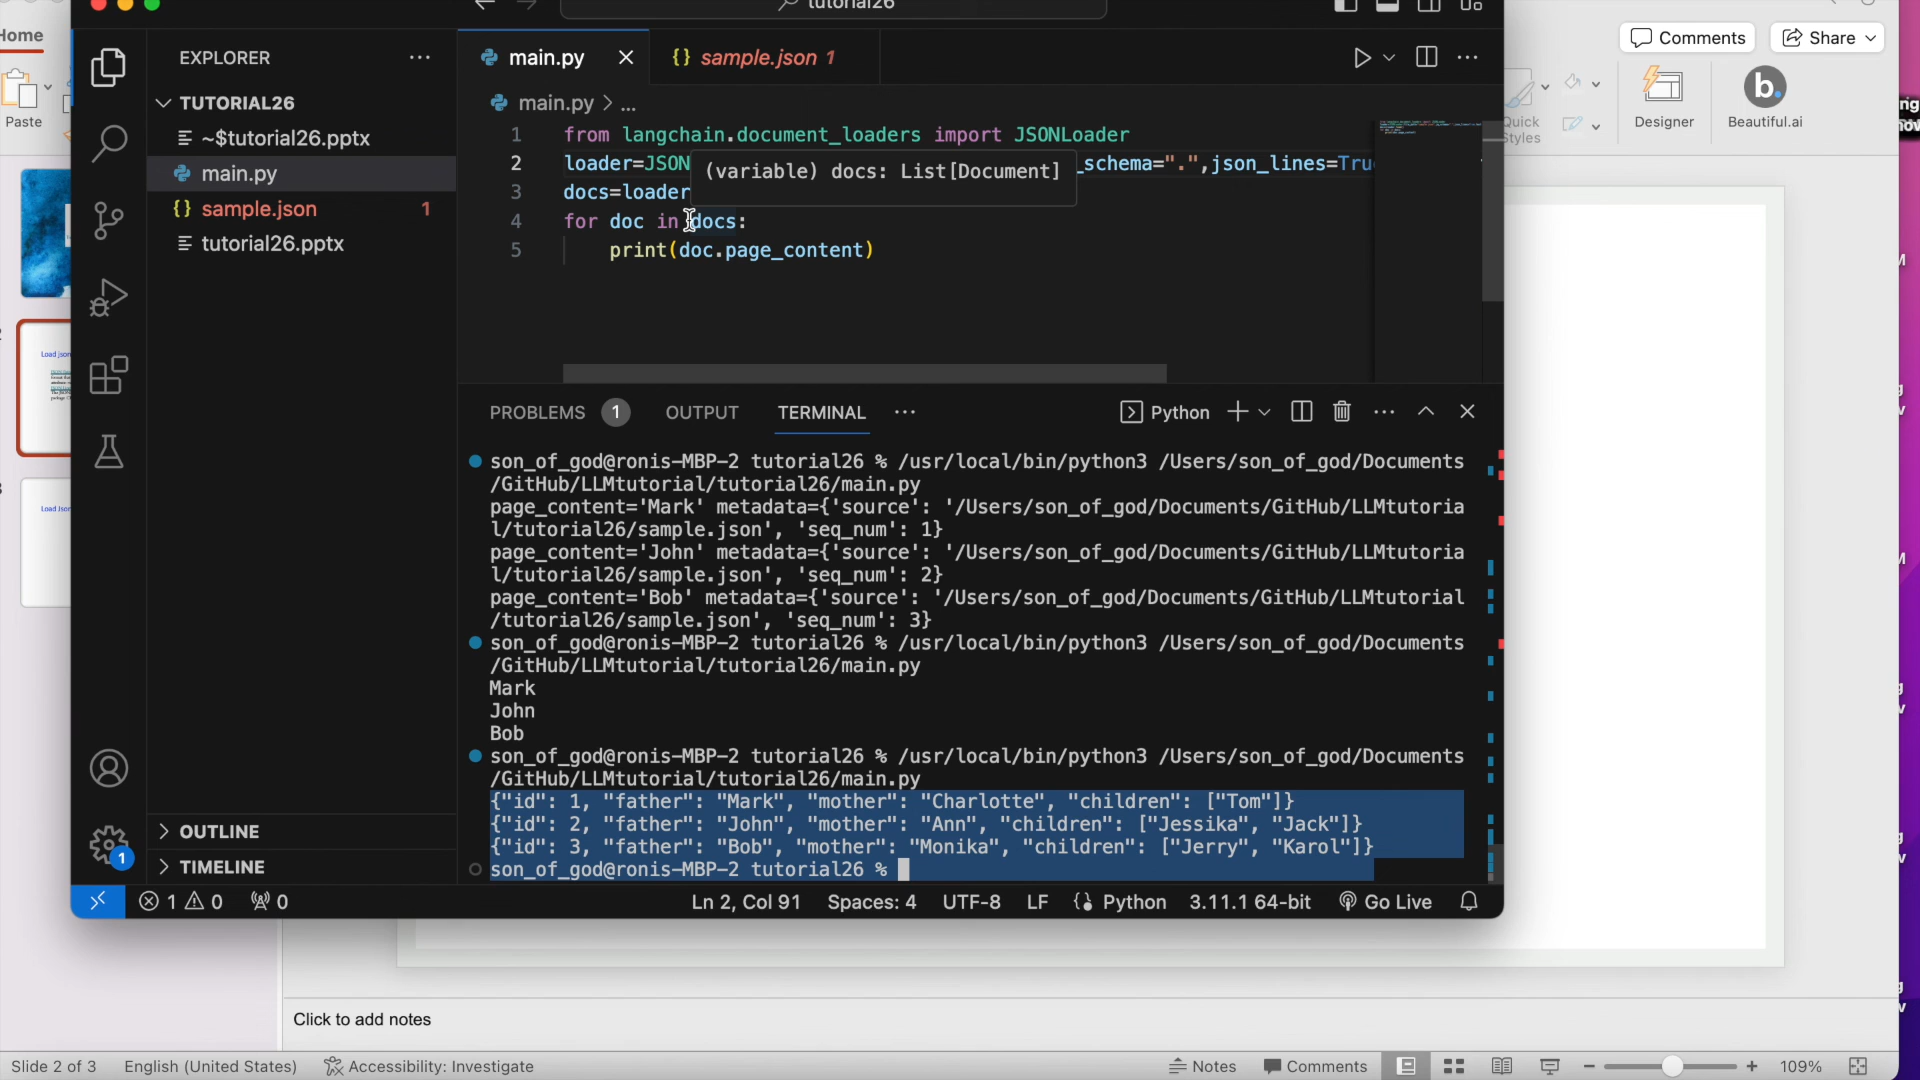 tutorial26
Home
Comments
Share
Paste
Designer
Beautiful.ai
EXPLORER
TUTORIAL26
~$tutorial26.pptx
main.py
sample.json 1
tutorial26.pptx
OUTLINE
TIMELINE
main.py
{} sample.json 1
main.py > ...
1 from langchain.document_loaders import JSONLoader
2 loader=JSON _schema=".",json_lines=Tru
(variable) docs: List[Document]
3 docs=loader
4 for doc in docs:
5 print(doc.page_content)
PROBLEMS 1 OUTPUT TERMINAL ...
Python
son_of_god@ronis-MBP-2 tutorial26 % /usr/local/bin/python3 /Users/son_of_god/Documents
/GitHub/LLMtutorial/tutorial26/main.py
page_content='Mark' metadata={'source': '/Users/son_of_god/Documents/GitHub/LLMtutoria
l/tutorial26/sample.json', 'seq_num': 1}
page_content='John' metadata={'source': '/Users/son_of_god/Documents/GitHub/LLMtutoria
l/tutorial26/sample.json', 'seq_num': 2}
page_content='Bob' metadata={'source': '/Users/son_of_god/Documents/GitHub/LLMtutorial
/tutorial26/sample.json', 'seq_num': 3}
son_of_god@ronis-MBP-2 tutorial26 % /usr/local/bin/python3 /Users/son_of_god/Documents
/GitHub/LLMtutorial/tutorial26/main.py
Mark
John
Bob
son_of_god@ronis-MBP-2 tutorial26 % /usr/local/bin/python3 /Users/son_of_god/Documents
/GitHub/LLMtutorial/tutorial26/main.py
{"id": 1, "father": "Mark", "mother": "Charlotte", "children": ["Tom"]}
{"id": 2, "father": "John", "mother": "Ann", "children": ["Jessika", "Jack"]}
{"id": 3, "father": "Bob", "mother": "Monika", "children": ["Jerry", "Karol"]}
son_of_god@ronis-MBP-2 tutorial26 %
1 0 0 Ln 2, Col 91 Spaces: 4 UTF-8 LF Python 3.11.1 64-bit Go Live
Click to add notes
Slide 2 of 3 English (United States) Accessibility: Investigate Notes Comments 109%